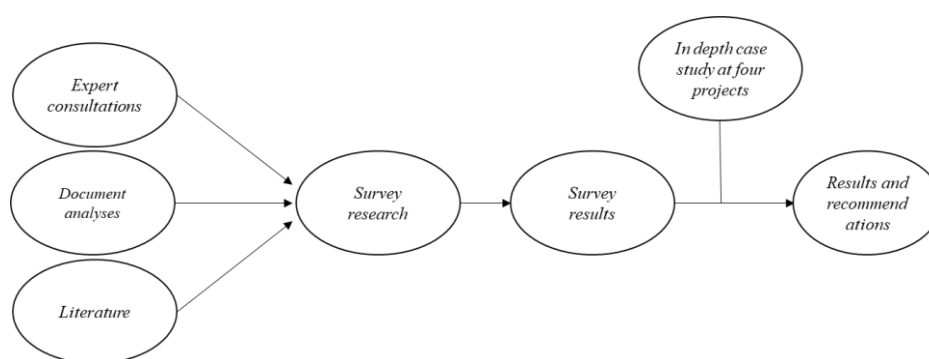 Expert
consultations
Document
analyses
Literature
Survey
research
Survey
results
In depth case
study at four
projects
Results and
recommend
ations